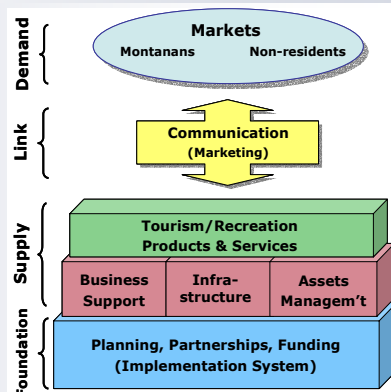 Demand
Markets
Montanans Non-residents
Link
Communication
(Marketing)
Supply
Tourism/Recreation
Products & Services
Business
Support
Infra-
structure
Assets
Managem't
Foundation
Planning, Partnerships, Funding
(Implementation System)